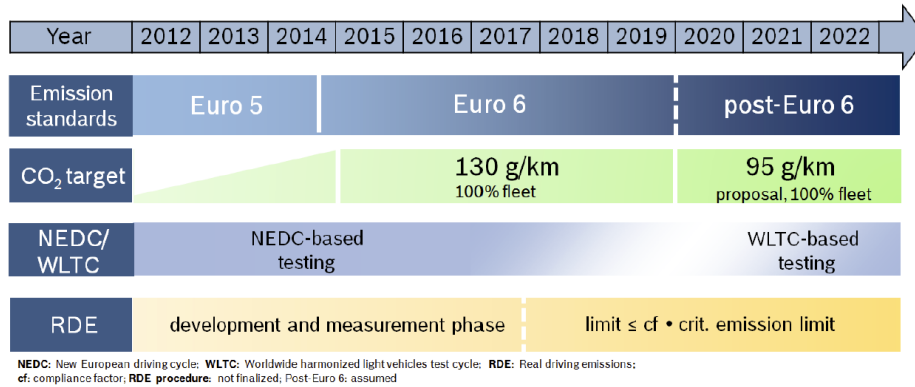 Year 2012 2013 2014 2015 2016 2017 2018 2019 2020 2021 2022
Emission
standards
Euro 5 Euro 6 post-Euro 6
CO₂ target
130 g/km
100% fleet
95 g/km
proposal, 100% fleet
NEDC/
WLTC
NEDC-based
testing
WLTC-based
testing
RDE
development and measurement phase
limit ≤ cf • crit. emission limit
NEDC: New European driving cycle; WLTC: Worldwide harmonized light vehicles test cycle; RDE: Real driving emissions;
cf: compliance factor; RDE procedure: not finalized; Post-Euro 6: assumed